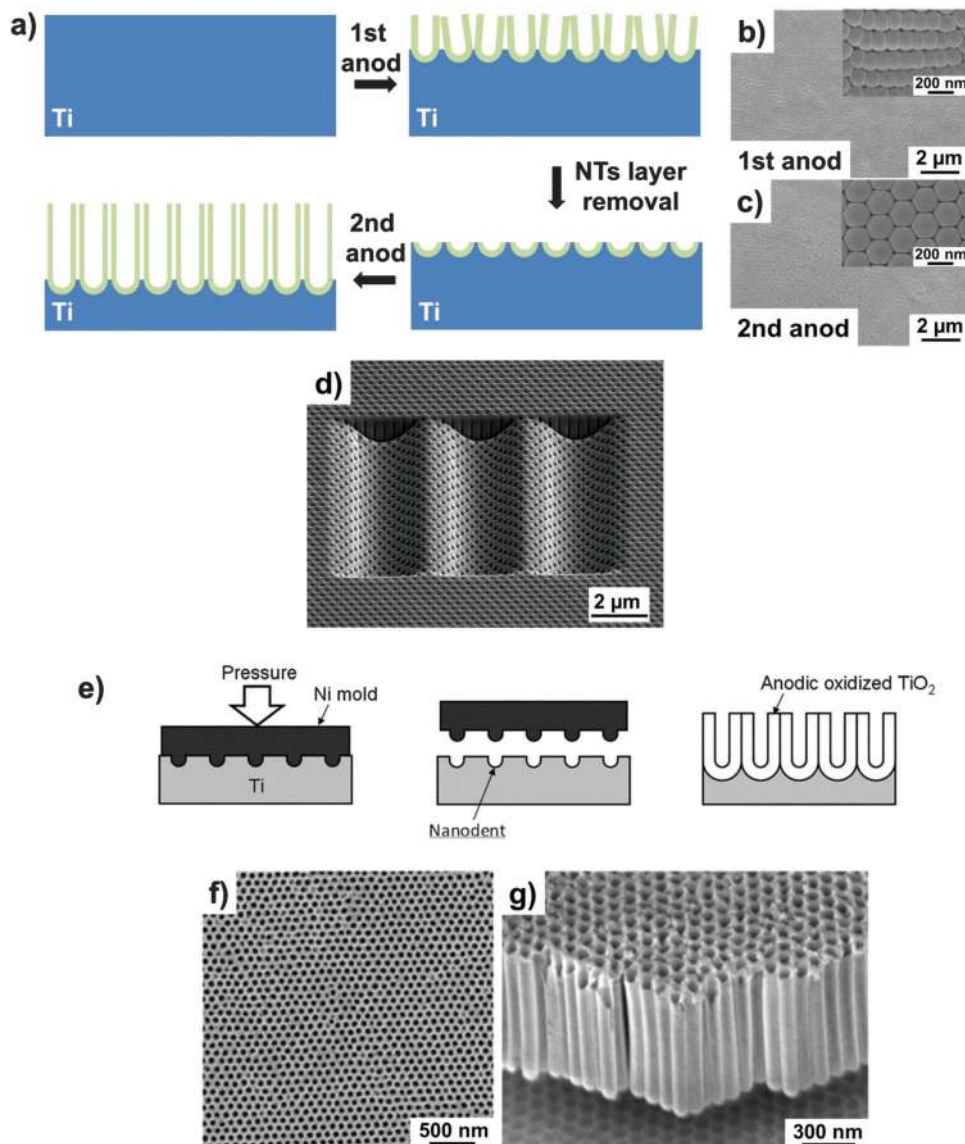 a)
Ti
1st
anod
Ti
NTs layer
removal
Ti
2nd
anod
Ti
b)
200 nm
1st anod
2 µm
c)
200 nm
2nd anod
2 µm
d)
2 µm
e)
Pressure
Ni mold
Ti
Nanodent
Anodic oxidized TiO₂
f)
500 nm
g)
300 nm